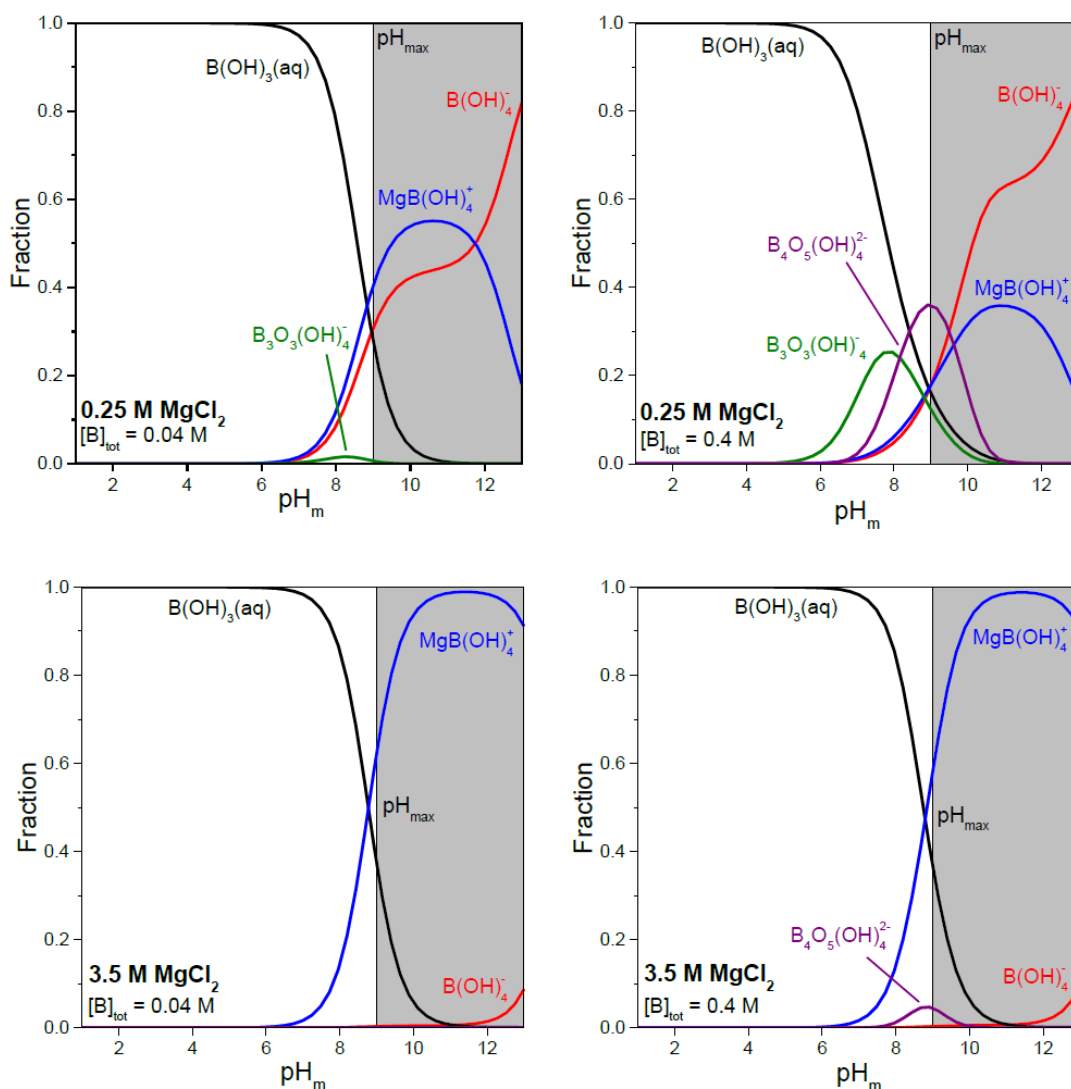 1.0
0.8
0.6
0.4
0.2
0.0
Fraction
B(OH)₃(aq)
pHₘₐₓ
B(OH)₄⁻
MgB(OH)₄⁺
B₃O₃(OH)₄⁻
0.25 M MgCl₂
[B]ₜₒₜ = 0.04 M
2 4 6 8 10 12
pHₘ
1.0
0.8
0.6
0.4
0.2
0.0
Fraction
B(OH)₃(aq)
pHₘₐₓ
B(OH)₄⁻
B₄O₅(OH)₄²⁻
MgB(OH)₄⁺
B₃O₃(OH)₄⁻
0.25 M MgCl₂
[B]ₜₒₜ = 0.4 M
2 4 6 8 10 12
pHₘ
1.0
0.8
0.6
0.4
0.2
0.0
Fraction
B(OH)₃(aq)
MgB(OH)₄⁺
pHₘₐₓ
3.5 M MgCl₂
[B]ₜₒₜ = 0.04 M
B(OH)₄⁻
2 4 6 8 10 12
pHₘ
1.0
0.8
0.6
0.4
0.2
0.0
Fraction
B(OH)₃(aq)
MgB(OH)₄⁺
pHₘₐₓ
B₄O₅(OH)₄²⁻
3.5 M MgCl₂
[B]ₜₒₜ = 0.4 M
B(OH)₄⁻
2 4 6 8 10 12
pHₘ